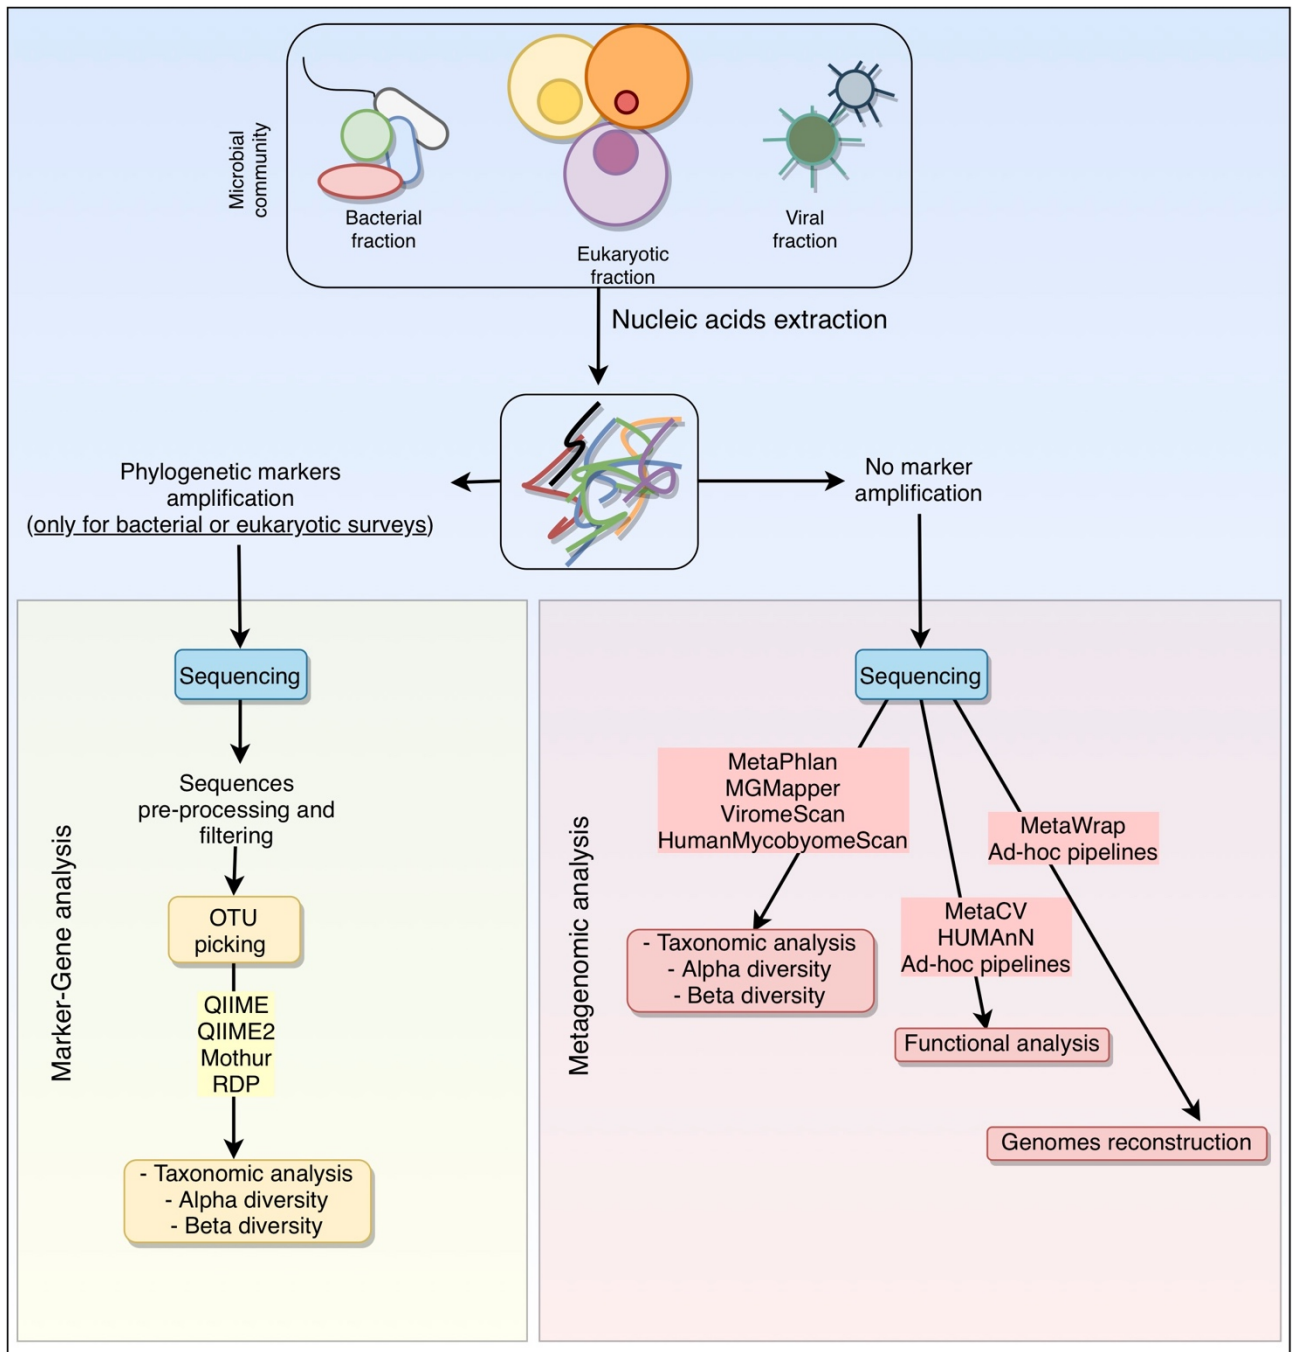 Microbial
community
Bacterial
fraction
Eukaryotic
fraction
Viral
fraction
Nucleic acids extraction
Phylogenetic markers
amplification
(only for bacterial or eukaryotic surveys)
No marker
amplification
Marker-Gene analysis
Sequencing
Sequences
pre-processing and
filtering
OTU
picking
QIIME
QIIME2
Mothur
RDP
- Taxonomic analysis
- Alpha diversity
- Beta diversity
Metagenomic analysis
Sequencing
MetaPhlan
MGMapper
ViromeScan
HumanMycobyomeScan
- Taxonomic analysis
- Alpha diversity
- Beta diversity
MetaCV
HUMAnN
Ad-hoc pipelines
Functional analysis
MetaWrap
Ad-hoc pipelines
Genomes reconstruction